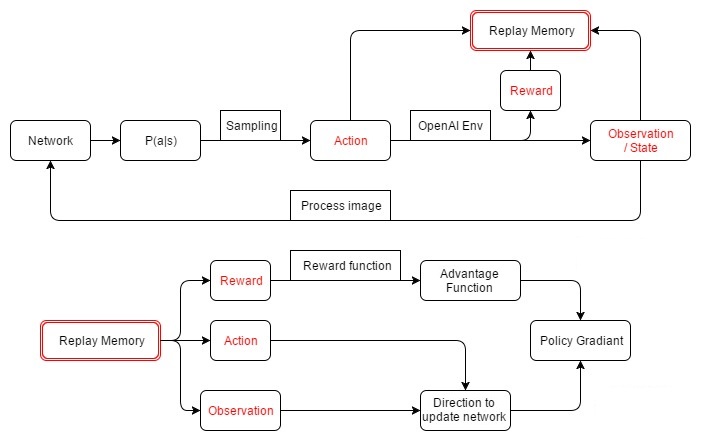 Replay Memory
Reward
Sampling
OpenAI Env
Network
P(a|s)
Action
Observation
/ State
Process image
Reward function
Reward
Advantage
Function
Replay Memory
Action
Policy Gradiant
Observation
Direction to
update network